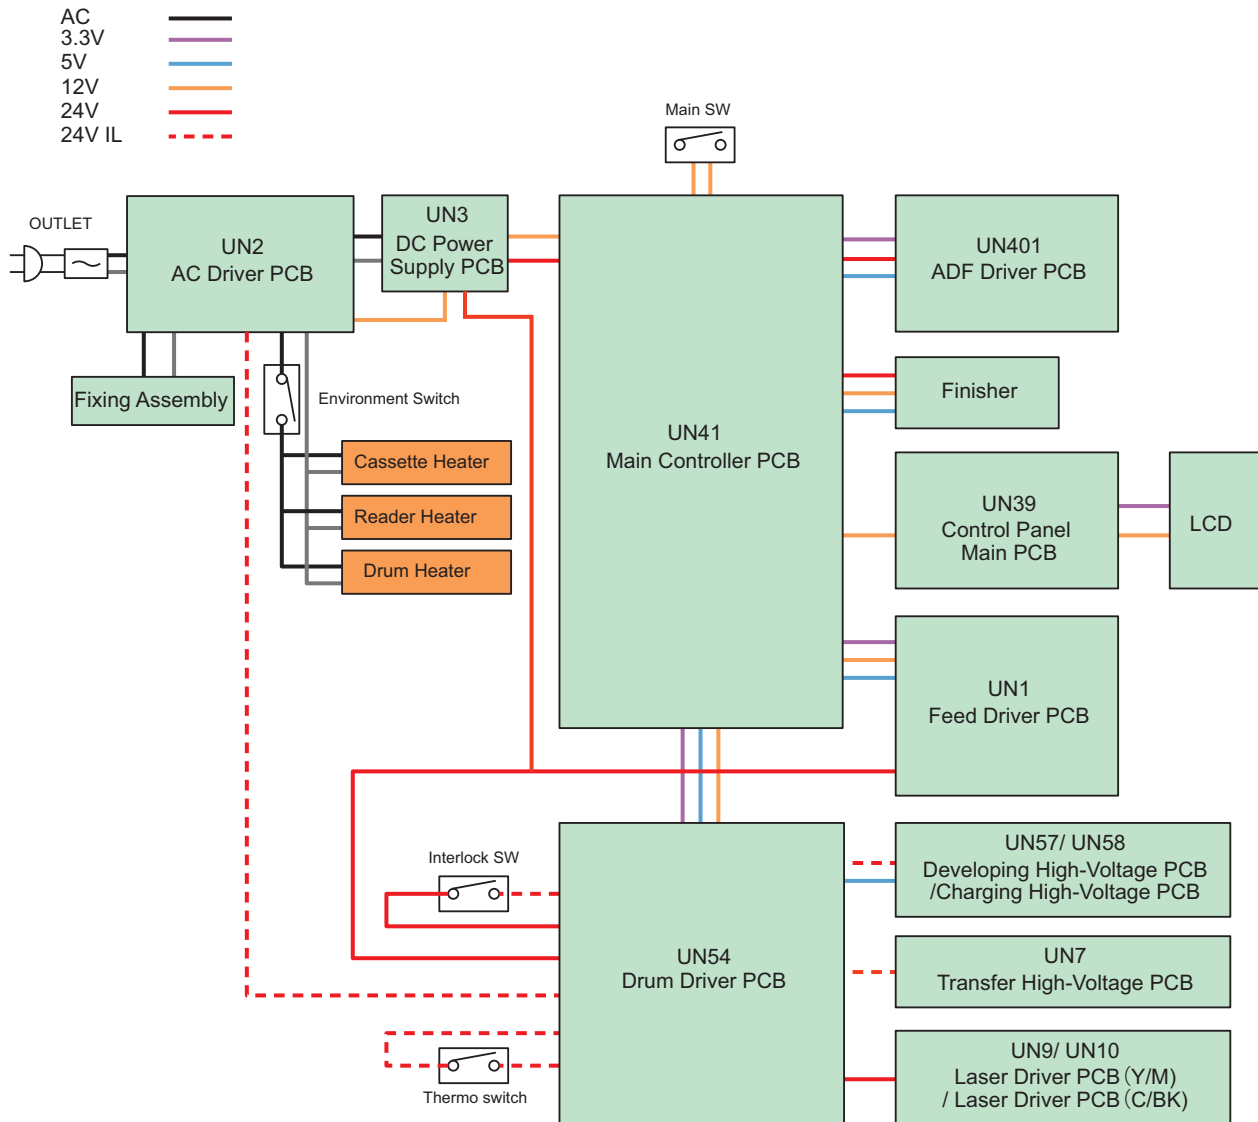 AC
3.3V
5V
12V
24V
24V IL
Main SW
OUTLET
UN2
AC Driver PCB
UN3
DC Power
Supply PCB
UN401
ADF Driver PCB
Fixing Assembly
Environment Switch
Finisher
UN41
Main Controller PCB
Cassette Heater
Reader Heater
Drum Heater
UN39
Control Panel
Main PCB
LCD
UN1
Feed Driver PCB
Interlock SW
UN54
Drum Driver PCB
Thermo switch
UN57/ UN58
Developing High-Voltage PCB
/Charging High-Voltage PCB
UN7
Transfer High-Voltage PCB
UN9/ UN10
Laser Driver PCB（Y/M)
/ Laser Driver PCB（C/BK)